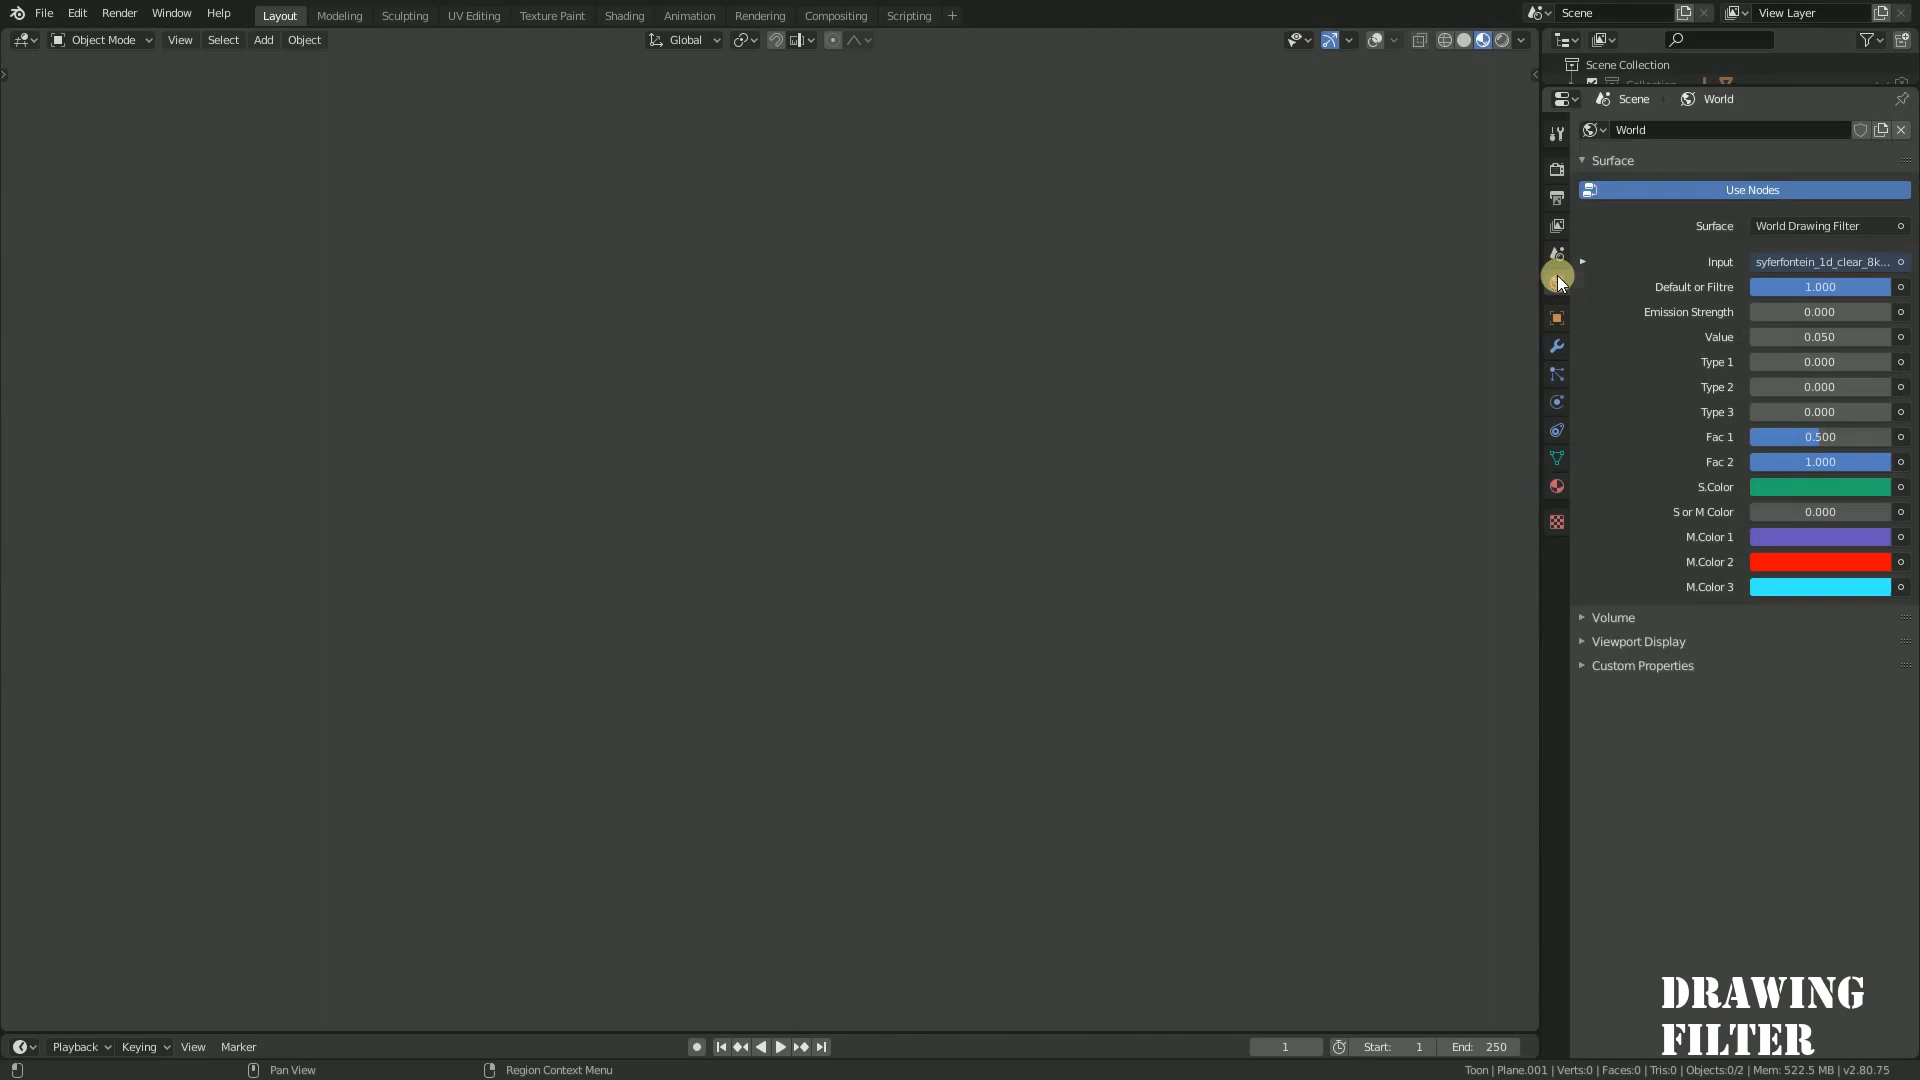 File Edit Render Window Help Layout Modeling Sculpting UV Editing Texture Paint Shading Animation Rendering Compositing Scripting + Scene View Layer
Object Mode View Select Add Object Global
Scene Collection
Scene World
World
Surface
Use Nodes
Surface World Drawing Filter
Input syferfontein_1d_clear_8k...
Default or Filtre 1.000
Emission Strength 0.000
Value 0.050
Type 1 0.000
Type 2 0.000
Type 3 0.000
Fac 1 0.500
Fac 2 1.000
S.Color
S or M Color 0.000
M.Color 1
M.Color 2
M.Color 3
Volume
Viewport Display
Custom Properties
DRAWING
FILTER
Playback Keying View Marker 1 Start: 1 End: 250
Pan View Region Context Menu Toon | Plane.001 | Verts:0 | Faces:0 | Tris:0 | Objects:0/2 | Mem: 522.5 MB | v2.80.75